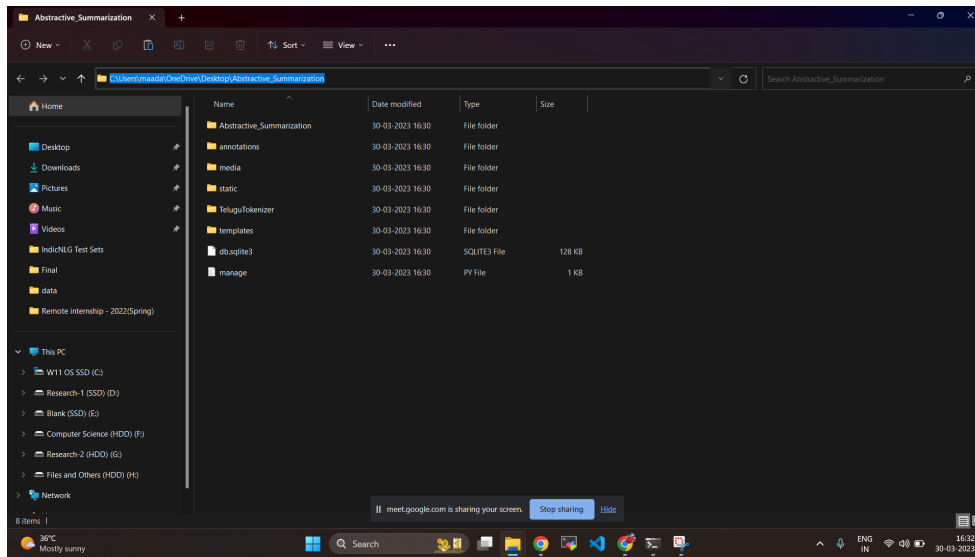 Abstractive_Summarization
New
Sort
View
C:\Users\maada\OneDrive\Desktop\Abstractive_Summarization
Search Abstractive_Summarization
Home
Desktop
Downloads
Pictures
Music
Videos
IndicNLG Test Sets
Final
data
Remote internship - 2022(Spring)
This PC
W11 OS SSD (C:)
Research-1 (SSD) (D:)
Blank (SSD) (E:)
Computer Science (HDD) (F:)
Research-2 (HDD) (G:)
Files and Others (HDD) (H:)
Network
Name Date modified Type Size
Abstractive_Summarization 30-03-2023 16:30 File folder
annotations 30-03-2023 16:30 File folder
media 30-03-2023 16:30 File folder
static 30-03-2023 16:30 File folder
TeluguTokenizer 30-03-2023 16:30 File folder
templates 30-03-2023 16:30 File folder
db.sqlite3 30-03-2023 16:30 SQLITE3 File 128 KB
manage 30-03-2023 16:30 PY File 1 KB
meet.google.com is sharing your screen. Stop sharing Hide
8 items
36°C
Mostly sunny
Search
ENG
IN
16:32
30-03-2023